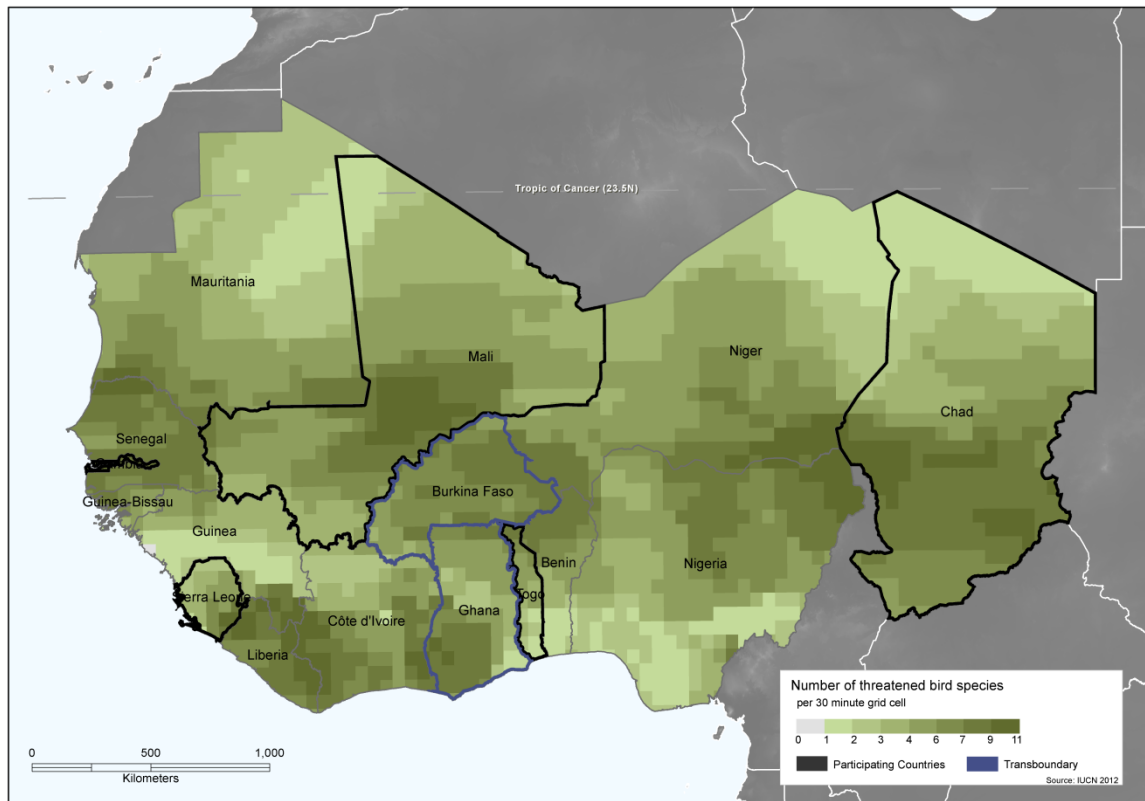 Tropic of Cancer (23.5N)
Mauritania
Mali
Niger
Chad
Senegal
Gambia
Guinea-Bissau
Burkina Faso
Guinea
Benin
Nigeria
Sierra Leone
Togo
Ghana
Côte d'Ivoire
Liberia
Number of threatened bird species
per 30 minute grid cell
0 1 2 3 4 6 7 9 11
Participating Countries Transboundary
Source: IUCN 2012
0 500 1,000
Kilometers